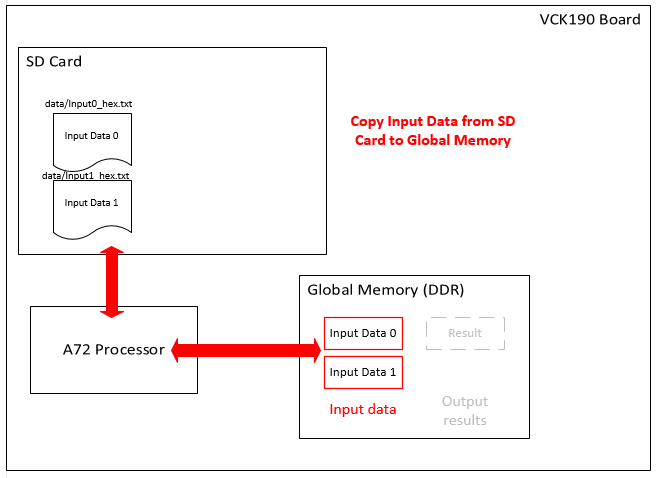 VCK190 Board
SD Card
data/Input0_hex.txt
Input Data 0
data/Input1_hex.txt
Input Data 1
Copy Input Data from SD
Card to Global Memory
A72 Processor
Global Memory (DDR)
Input Data 0
Result
Input Data 1
Input data
Output
results